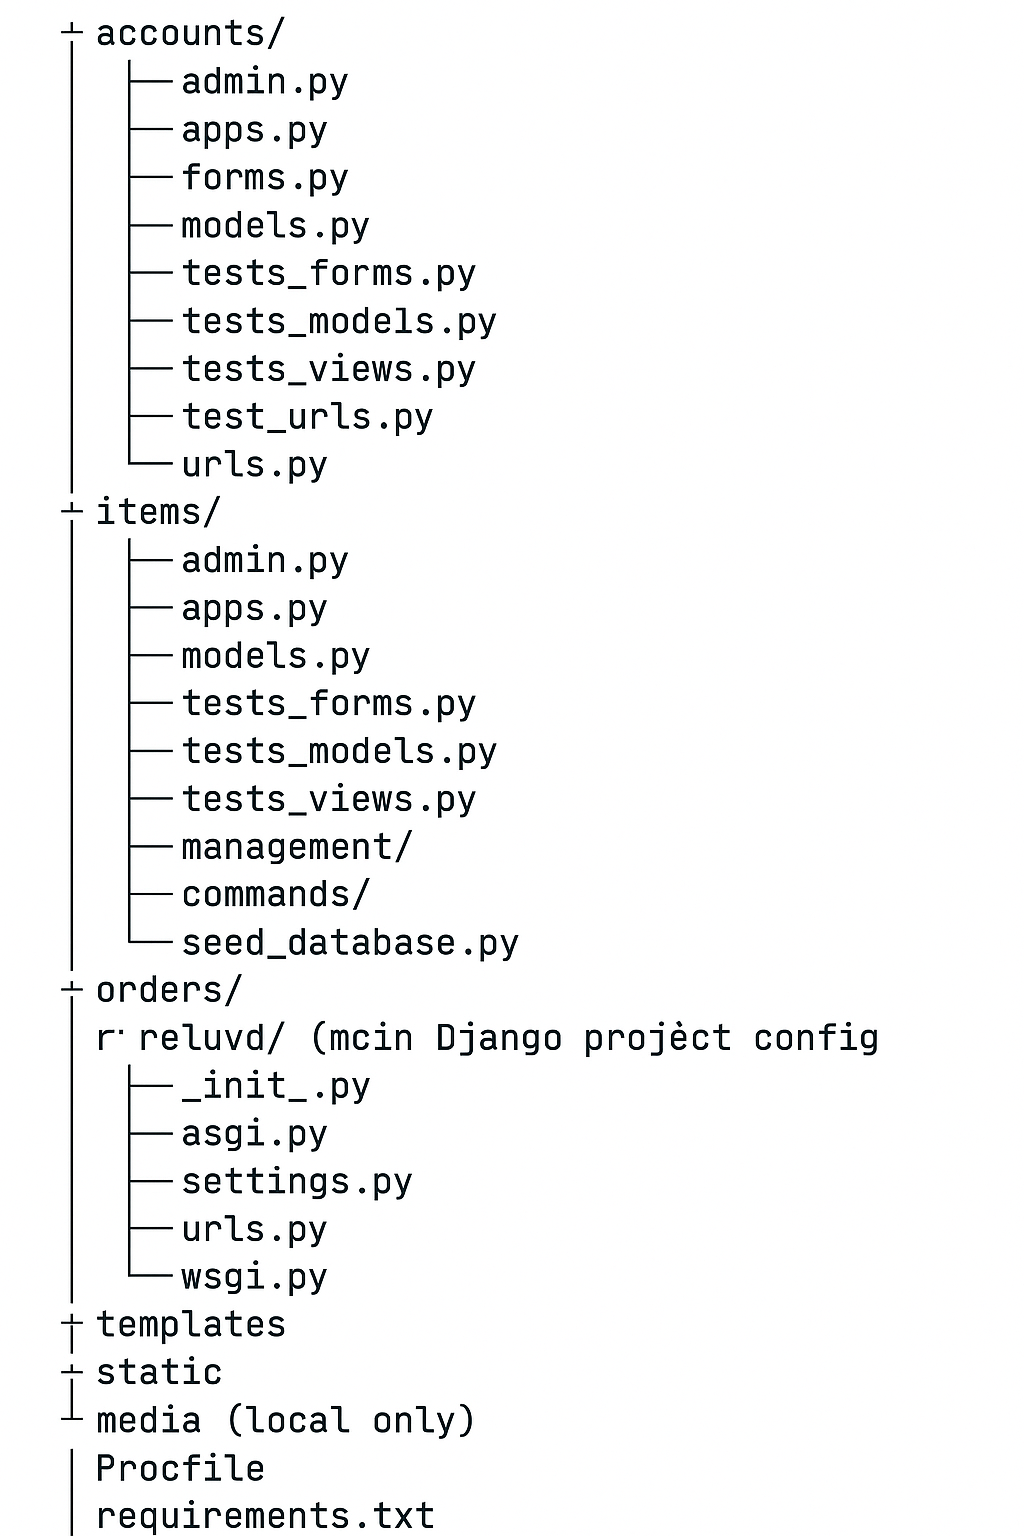 accounts/
admin.py
apps.py
forms.py
models.py
tests_forms.py
tests_models.py
tests_views.py
test_urls.py
urls.py
items/
admin.py
apps.py
models.py
tests_forms.py
tests_models.py
tests_views.py
management/
commands/
seed_database.py
orders/
r· reluvd/ (mcin Django projėct config
_init_.py
asgi.py
settings.py
urls.py
wsgi.py
templates
static
media (local only)
Procfile
requirements.txt